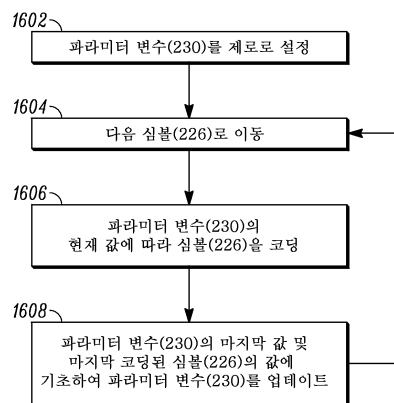 1602
파라미터 변수(230)를 제로로 설정
1604
다음 심볼(226)로 이동
1606
파라미터 변수(230)의
현재 값에 따라 심볼(226)을 코딩
1608
파라미터 변수(230)의 마지막 값 및
마지막 코딩된 심볼(226)의 값에
기초하여 파라미터 변수(230)를 업데이트